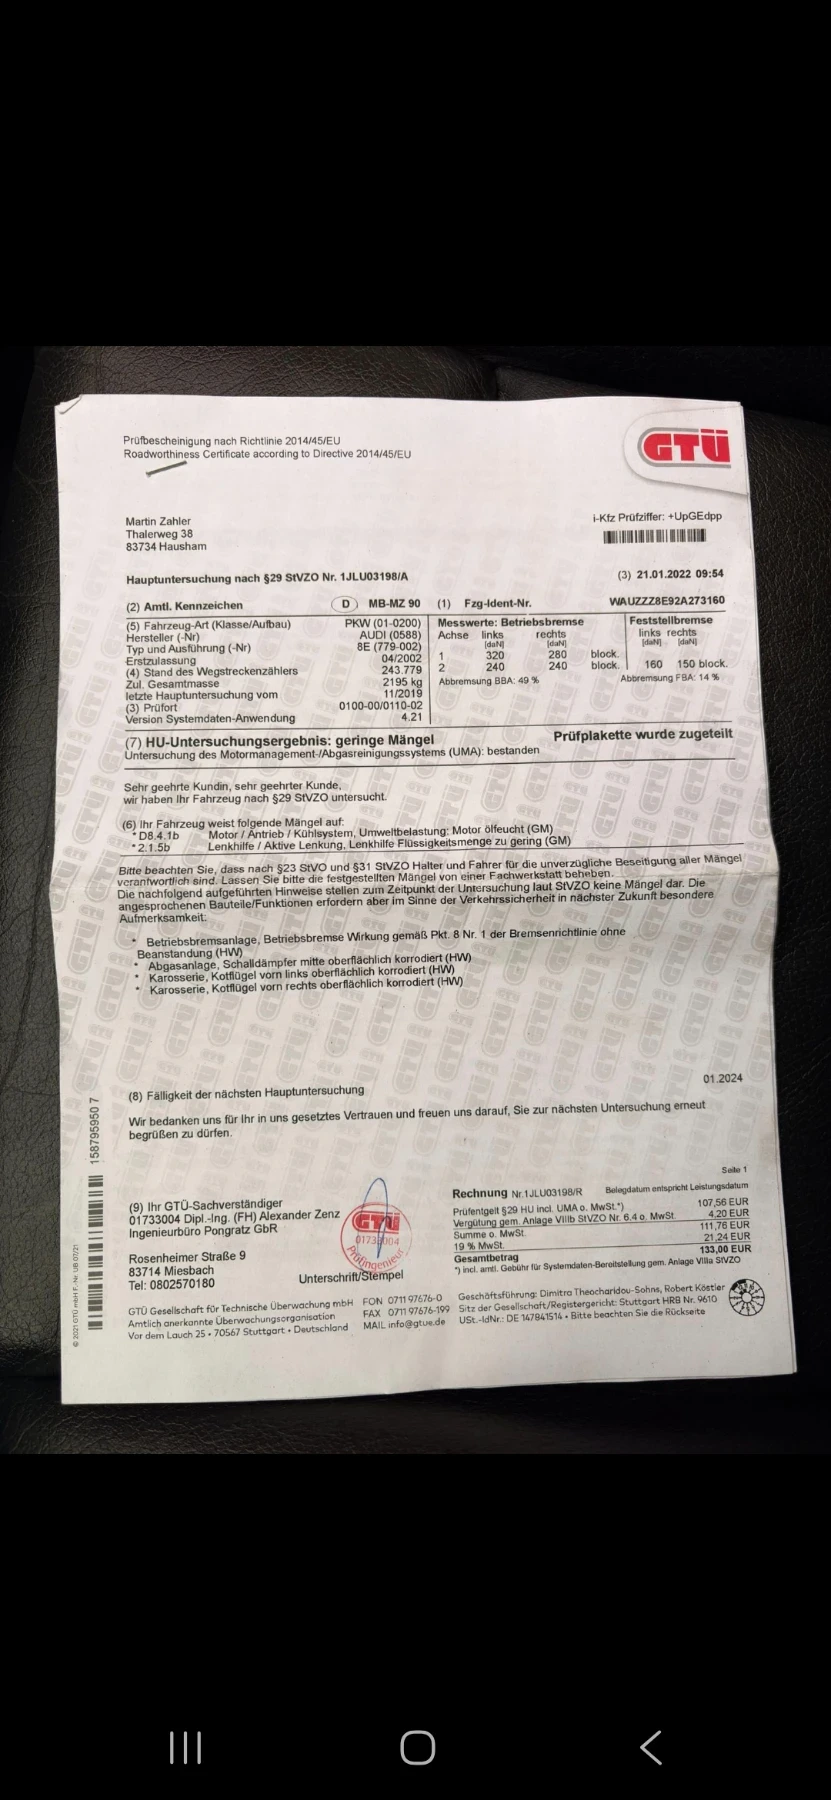 Prüfbescheinigung nach Richtlinie 2014/45/EU
Roadworthiness Certificate according to Directive 2014/45/EU
GTÜ
Martin Zahler
Thalerweg 38
83734 Hausham
i-Kfz Prüfziffer: +UpGEdpp
Hauptuntersuchung nach §29 StVZO Nr. 1JLU03198/A
(3) 21.01.2022 09:54
(2) Amtl. Kennzeichen D MB-MZ 90 (1) Fzg-Ident-Nr. WAUZZZ8E92A273160
(5) Fahrzeug-Art (Klasse/Aufbau) PKW (01-0200)
Hersteller (-Nr) AUDI (0588)
Typ und Ausführung (-Nr) 8E (779-002)
Erstzulassung 04/2002
(4) Stand des Wegstreckenzählers 243.779
Zul. Gesamtmasse 2195 kg
letzte Hauptuntersuchung vom 11/2019
(3) Prüfort 0100-00/0110-02
Version Systemdaten-Anwendung 4.21
Messwerte: Betriebsbremse
Achse links rechts
[daN] [daN]
1 320 280 block.
2 240 240 block.
Abbremsung BBA: 49 %
Feststellbremse
links rechts
[daN] [daN]
160 150 block.
Abbremsung FBA: 14 %
(7) HU-Untersuchungsergebnis: geringe Mängel Prüfplakette wurde zugeteilt
Untersuchung des Motormanagement-/Abgasreinigungssystems (UMA): bestanden
Sehr geehrte Kundin, sehr geehrter Kunde,
wir haben Ihr Fahrzeug nach §29 StVZO untersucht.
(6) Ihr Fahrzeug weist folgende Mängel auf:
*D8.4.1b Motor / Antrieb / Kühlsystem, Umweltbelastung: Motor ölfeucht (GM)
*2.1.5b Lenkhilfe / Aktive Lenkung, Lenkhilfe Flüssigkeitsmenge zu gering (GM)
Bitte beachten Sie, dass nach §23 StVO und §31 StVZO Halter und Fahrer für die unverzügliche Beseitigung aller Mängel
verantwortlich sind. Lassen Sie bitte die festgestellten Mängel von einer Fachwerkstatt beheben.
Die nachfolgend aufgeführten Hinweise stellen zum Zeitpunkt der Untersuchung laut StVZO keine Mängel dar. Die
angesprochenen Bauteile/Funktionen erfordern aber im Sinne der Verkehrssicherheit in nächster Zukunft besondere
Aufmerksamkeit:
* Betriebsbremsanlage, Betriebsbremse Wirkung gemäß Pkt. 8 Nr. 1 der Bremsenrichtlinie ohne
Beanstandung (HW)
* Abgasanlage, Schalldämpfer mitte oberflächlich korrodiert (HW)
* Karosserie, Kotflügel vorn links oberflächlich korrodiert (HW)
* Karosserie, Kotflügel vorn rechts oberflächlich korrodiert (HW)
(8) Fälligkeit der nächsten Hauptuntersuchung 01.2024
Wir bedanken uns für Ihr in uns gesetztes Vertrauen und freuen uns darauf, Sie zur nächsten Untersuchung erneut
begrüßen zu dürfen.
Seite 1
(9) Ihr GTÜ-Sachverständiger
01733004 Dipl.-Ing. (FH) Alexander Zenz
Ingenieurbüro Pongratz GbR
Rosenheimer Straße 9
83714 Miesbach
Tel: 0802570180
GTÜ
01733004
Prüfingenieur
Unterschrift/Stempel
Rechnung Nr.1JLU03198/R Belegdatum entspricht Leistungsdatum
Prüfentgelt §29 HU incl. UMA o. MwSt.*) 107,56 EUR
Vergütung gem. Anlage VIIIb StVZO Nr. 6.4 o. MwSt. 4,20 EUR
Summe o. MwSt. 111,76 EUR
19 % MwSt. 21,24 EUR
Gesamtbetrag 133,00 EUR
*) incl. amtl. Gebühr für Systemdaten-Bereitstellung gem. Anlage VIIIa StVZO
GTÜ Gesellschaft für Technische Überwachung mbH
Amtlich anerkannte Überwachungsorganisation
Vor dem Lauch 25 • 70567 Stuttgart • Deutschland
FON 0711 97676-0
FAX 0711 97676-199
MAIL info@gtue.de
Geschäftsführung: Dimitra Theocharidou-Sohns, Robert Köstler
Sitz der Gesellschaft/Registergericht: Stuttgart HRB Nr. 9610
USt.-IdNr.: DE 147841514 • Bitte beachten Sie die Rückseite
158795950 7
© 2021 GTÜ mbH F.-Nr. UB 07/21